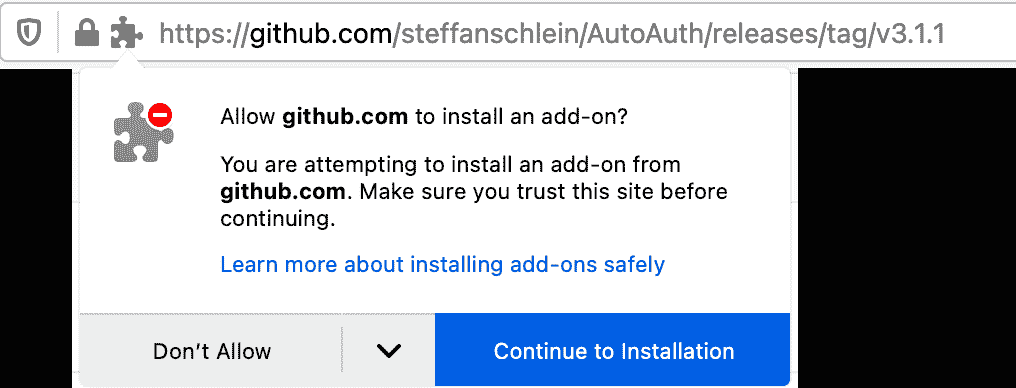 https://github.com/steffanschlein/AutoAuth/releases/tag/v3.1.1
Allow github.com to install an add-on?
You are attempting to install an add-on from
github.com. Make sure you trust this site before
continuing.
Learn more about installing add-ons safely
Don’t Allow
Continue to Installation